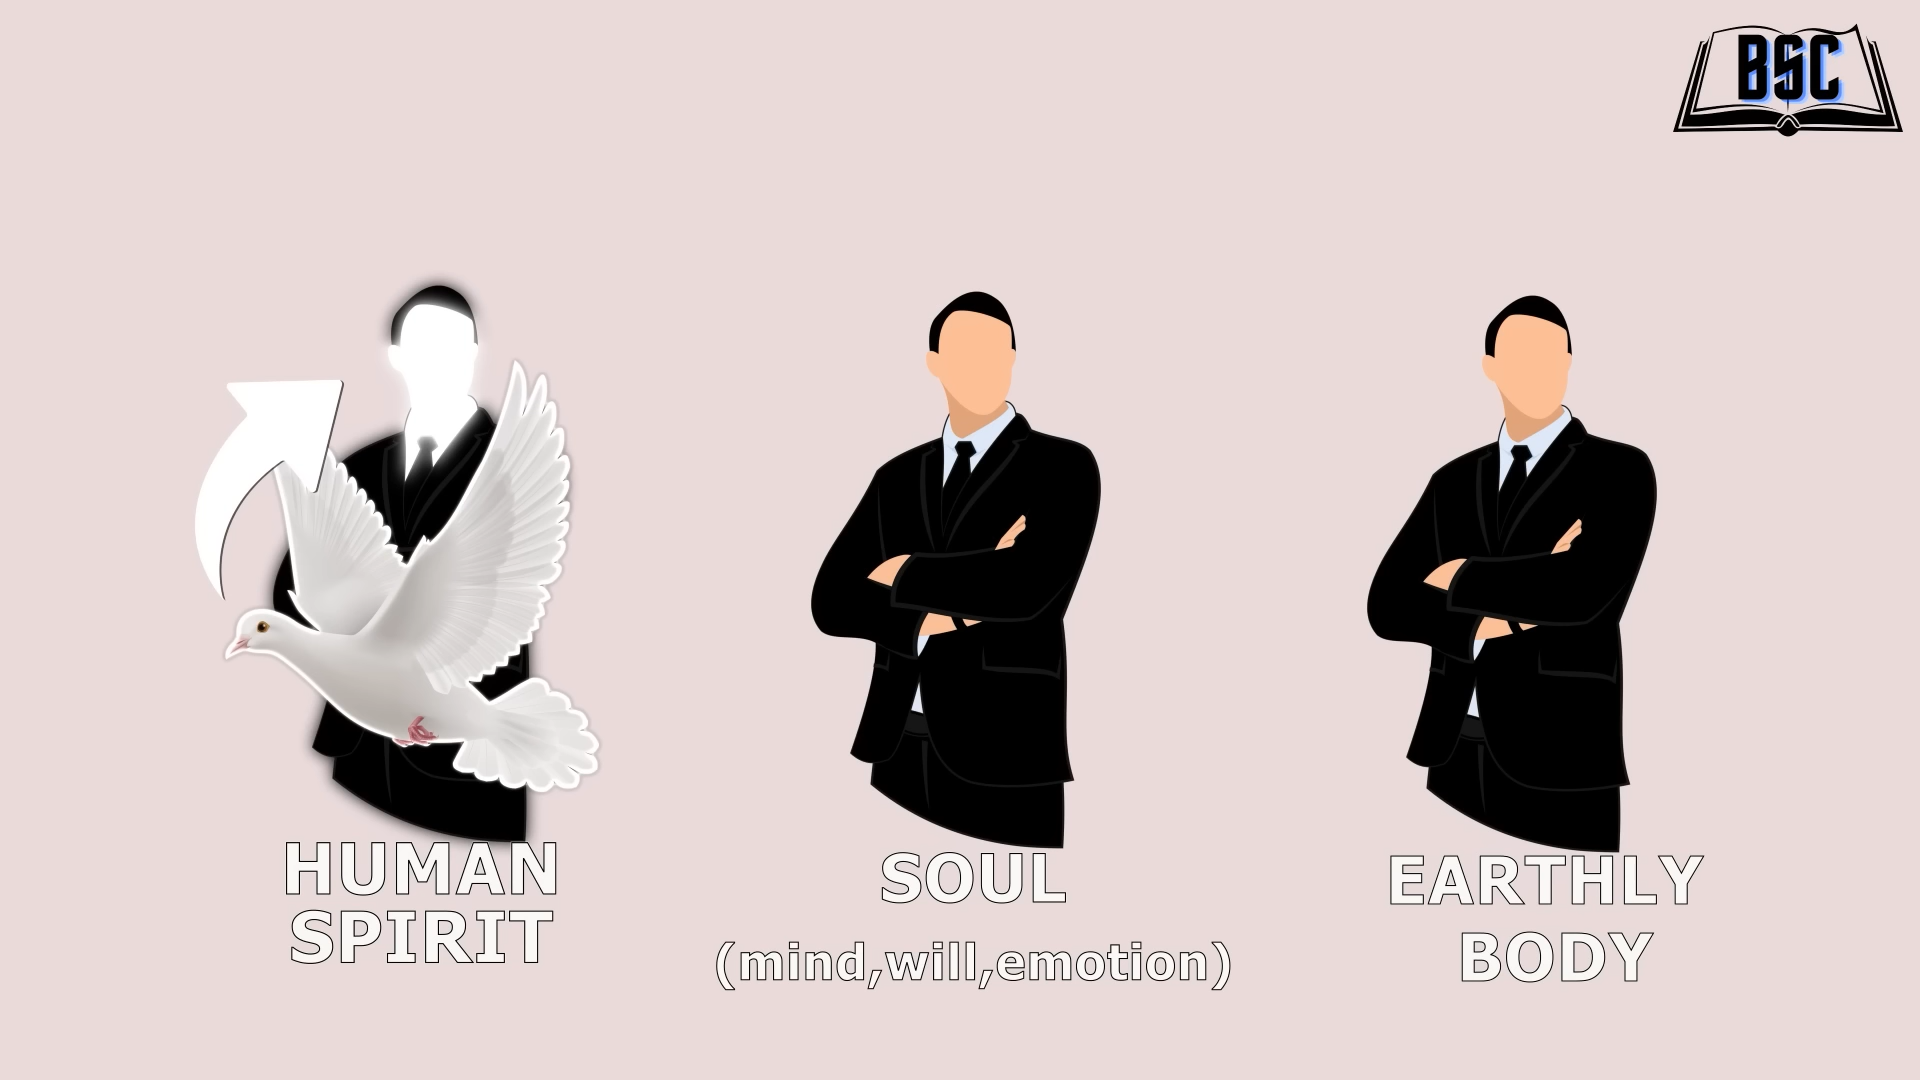 BSC
HUMAN
SPIRIT
SOUL
(mind,will,emotion)
EARTHLY
BODY